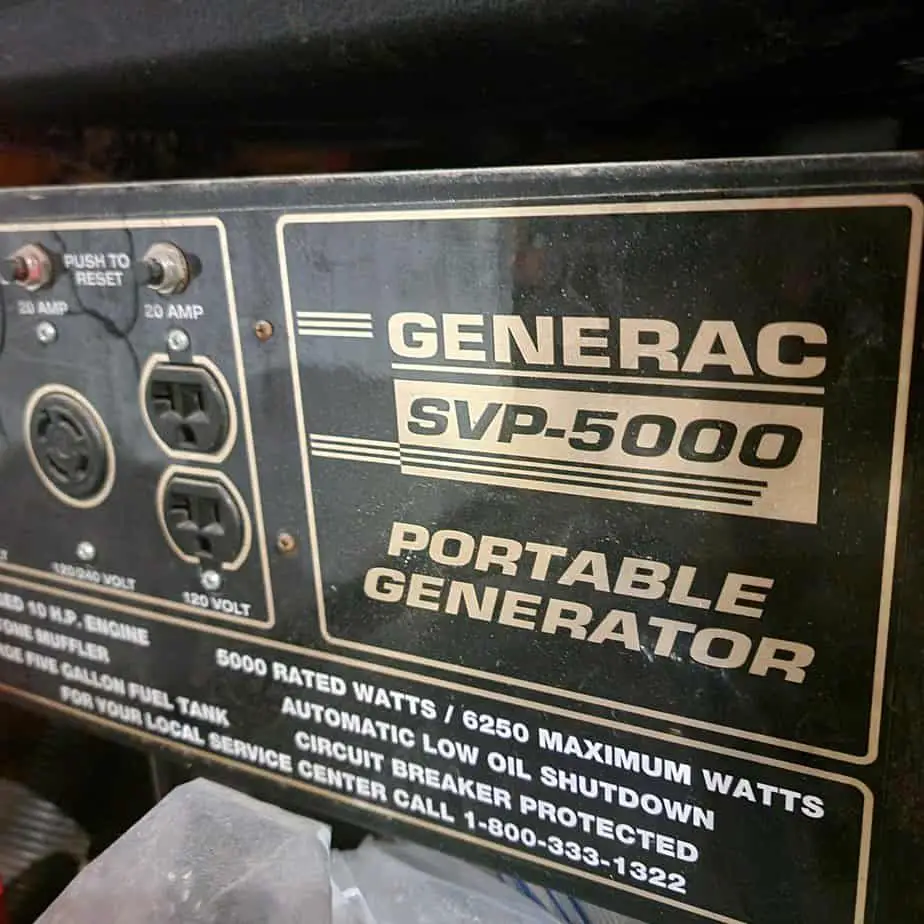 PUSH TO
RESET
20 AMP
20 AMP
120/240 VOLT
120 VOLT
GENERAC
SVP-5000
PORTABLE
GENERATOR
10 H.P. ENGINE
MUFFLER
FIVE GALLON FUEL TANK
FOR YOUR LOCAL SERVICE CENTER CALL 1-800-333-1322
5000 RATED WATTS / 6250 MAXIMUM WATTS
AUTOMATIC LOW OIL SHUTDOWN
CIRCUIT BREAKER PROTECTED